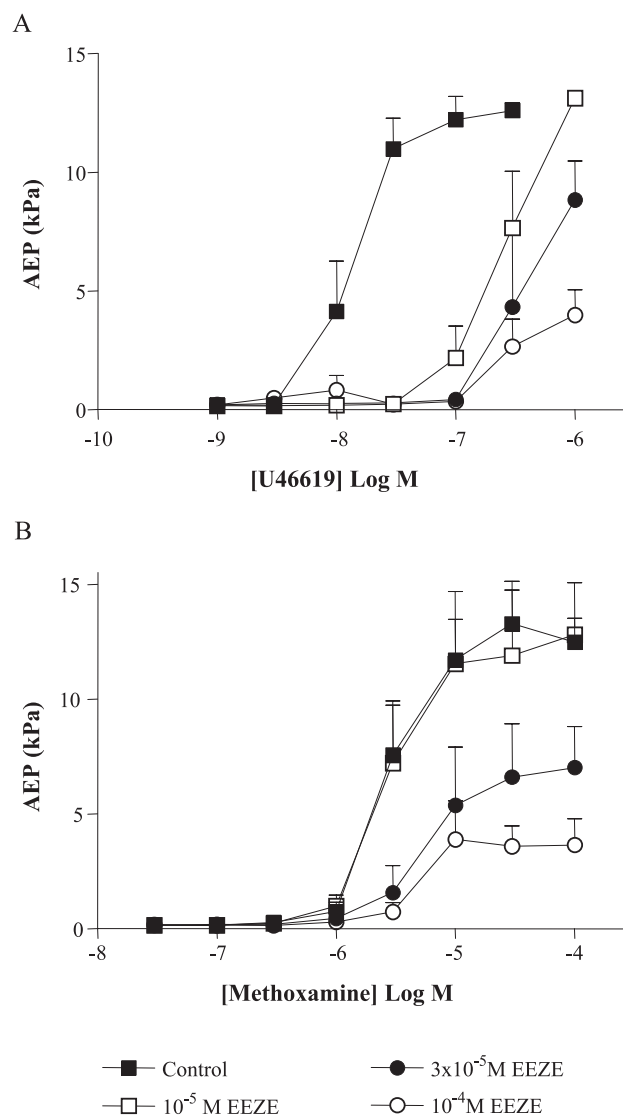 A
AEP (kPa)
15
10
5
0
-10 -9 -8 -7 -6
[U46619] Log M
B
AEP (kPa)
15
10
5
0
-8 -7 -6 -5 -4
[Methoxamine] Log M
Control 3x10⁻⁵M EEZE
10⁻⁵ M EEZE 10⁻⁴M EEZE